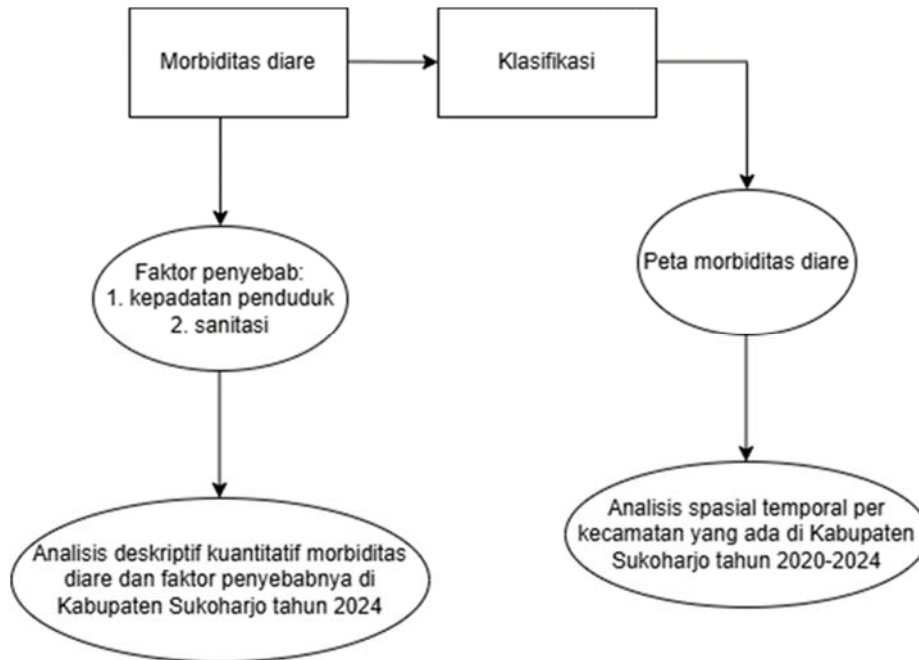 Morbiditas diare
Klasifikasi
Faktor penyebab:
1. kepadatan penduduk
2. sanitasi
Peta morbiditas diare
Analisis deskriptif kuantitatif morbiditas
diare dan faktor penyebabnya di
Kabupaten Sukoharjo tahun 2024
Analisis spasial temporal per
kecamatan yang ada di Kabupaten
Sukoharjo tahun 2020-2024